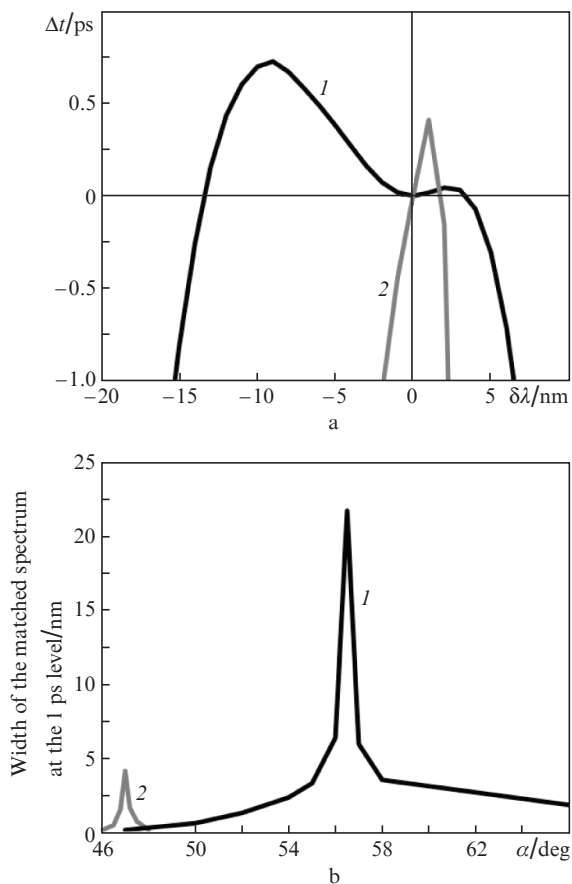 Δt/ps
1
0.5
0
−0.5
2
−1.0
−20 −15 −10 −5 0 5 δλ/nm
a
Width of the matched spectrum
at the 1 ps level/nm
25
20
1
15
10
5
2
0
46 50 54 58 62 α/deg
b